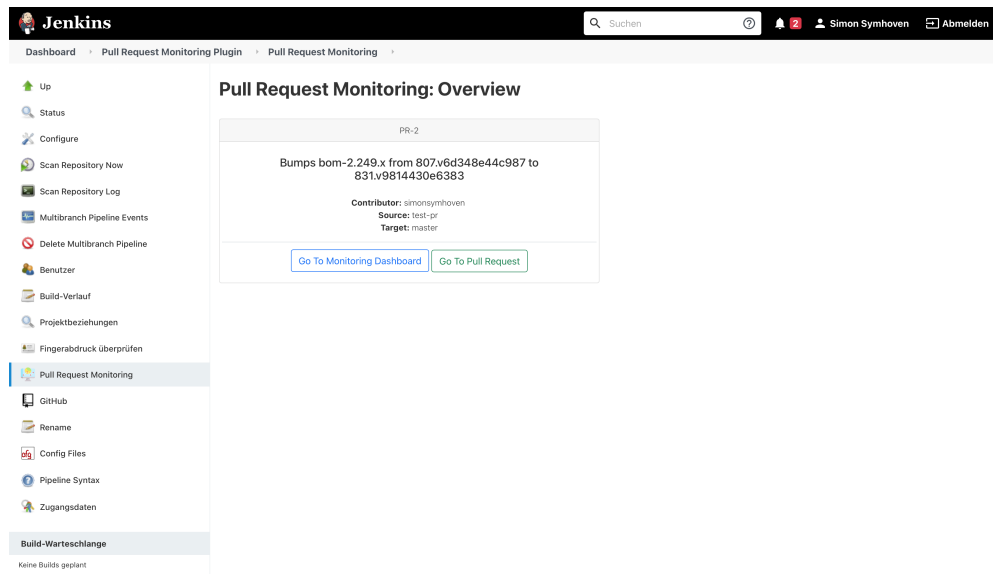 Jenkins
Suchen
2
Simon Symhoven
Abmelden
Dashboard
Pull Request Monitoring Plugin
Pull Request Monitoring
Up
Status
Configure
Scan Repository Now
Scan Repository Log
Multibranch Pipeline Events
Delete Multibranch Pipeline
Benutzer
Build-Verlauf
Projektbeziehungen
Fingerabdruck überprüfen
Pull Request Monitoring
GitHub
Rename
cfg
Config Files
Pipeline Syntax
Zugangsdaten
Build-Warteschlange
Keine Builds geplant
Pull Request Monitoring: Overview
PR-2
Bumps bom-2.249.x from 807.v6d348e44c987 to
831.v9814430e6383
Contributor: simonsymhoven
Source: test-pr
Target: master
Go To Monitoring Dashboard
Go To Pull Request